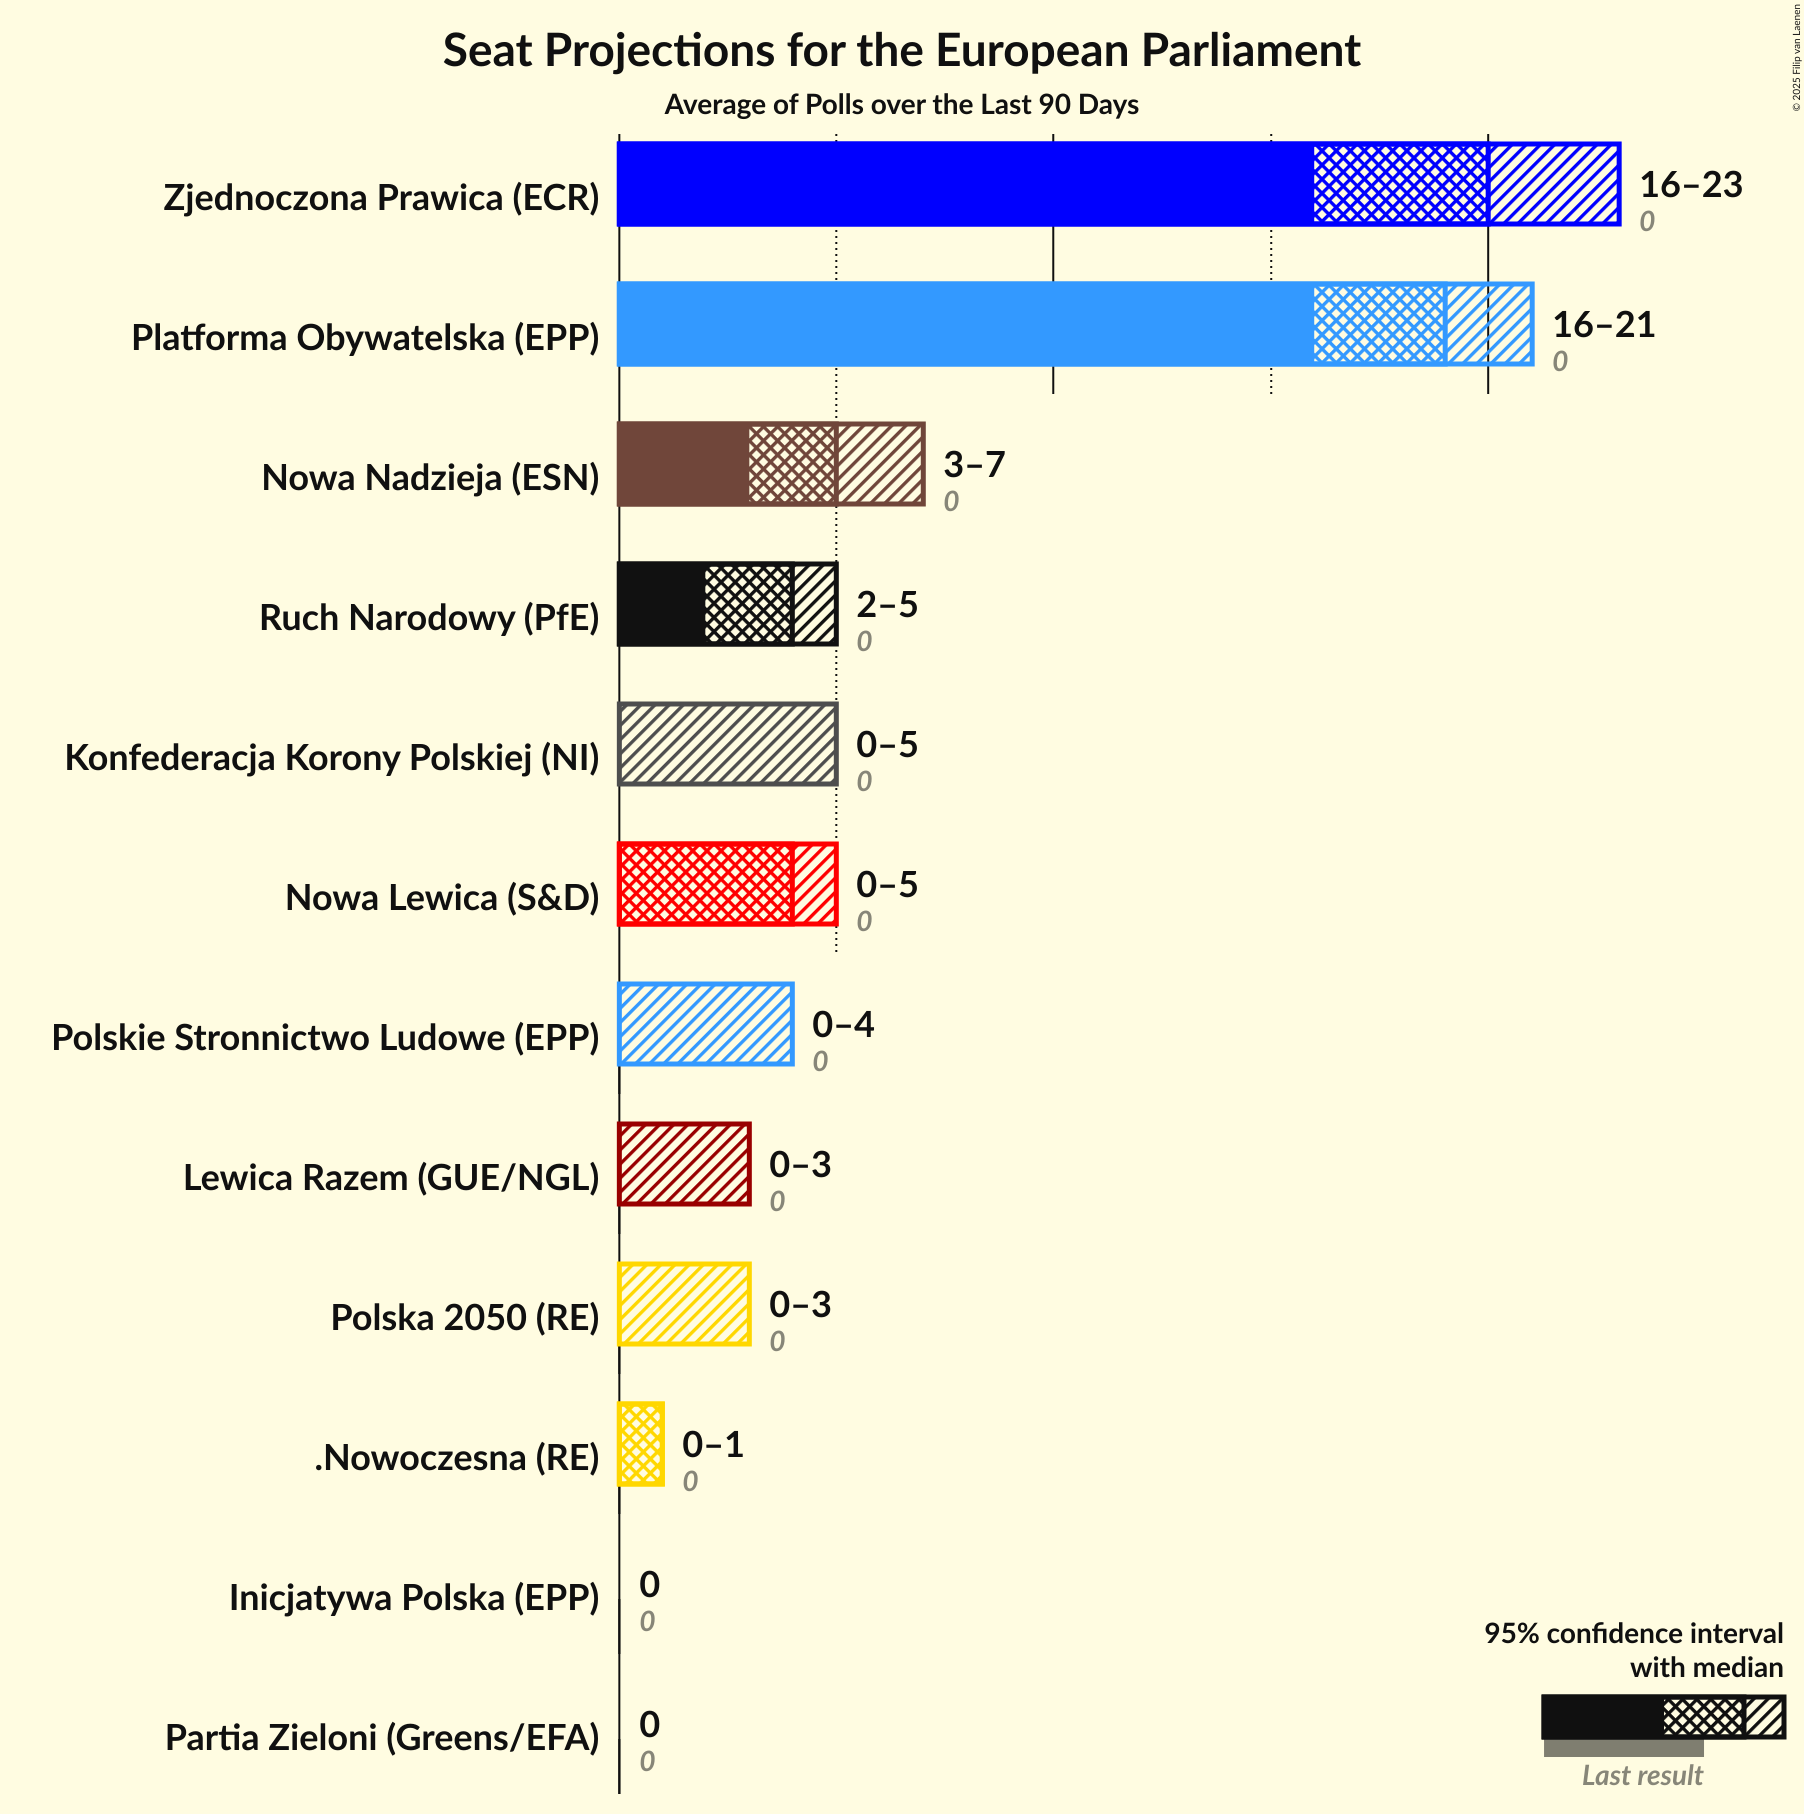 Seat Projections for the European Parliament
Average of Polls over the Last 90 Days
© 2025 Filip van Laenen
Zjednoczona Prawica (ECR)
16–23
0
Platforma Obywatelska (EPP)
16–21
0
Nowa Nadzieja (ESN)
3–7
0
Ruch Narodowy (PfE)
2–5
0
Konfederacja Korony Polskiej (NI)
0–5
0
Nowa Lewica (S&D)
0–5
0
Polskie Stronnictwo Ludowe (EPP)
0–4
0
Lewica Razem (GUE/NGL)
0–3
0
Polska 2050 (RE)
0–3
0
.Nowoczesna (RE)
0–1
0
Inicjatywa Polska (EPP)
0
0
Partia Zieloni (Greens/EFA)
0
0
95% confidence interval
with median
Last result